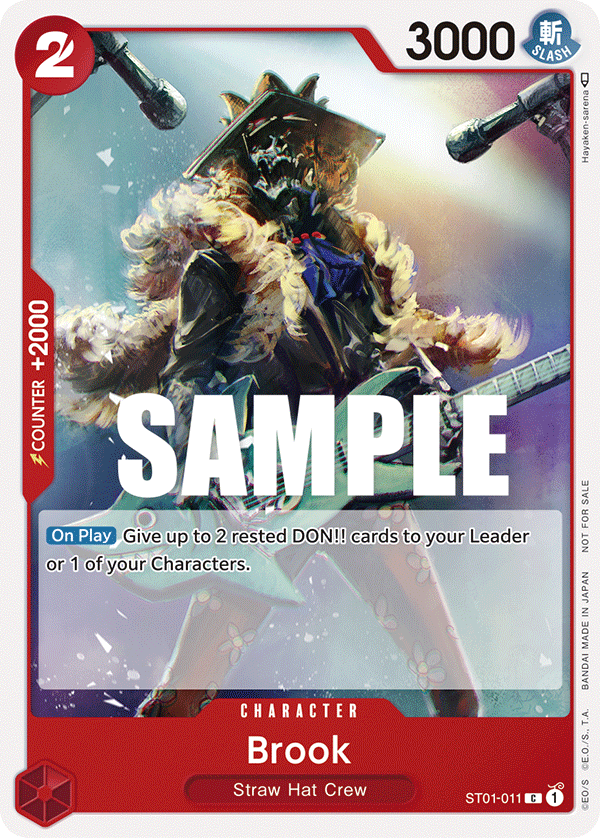 2
3000
斬
SLASH
Hayaken-sarena
COUNTER +2000
SAMPLE
On Play Give up to 2 rested DON!! cards to your Leader
or 1 of your Characters.
CHARACTER
Brook
Straw Hat Crew
ST01-011 C 1
©EO/S ©E.O./S., T.A. BANDAI MADE IN JAPAN NOT FOR SALE